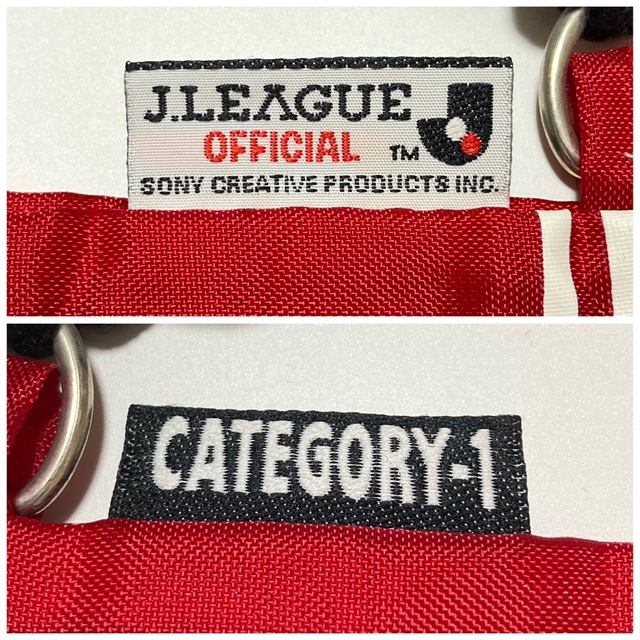 J.LEAGUE
OFFICIAL TM
SONY CREATIVE PRODUCTS INC.
CATEGORY-1